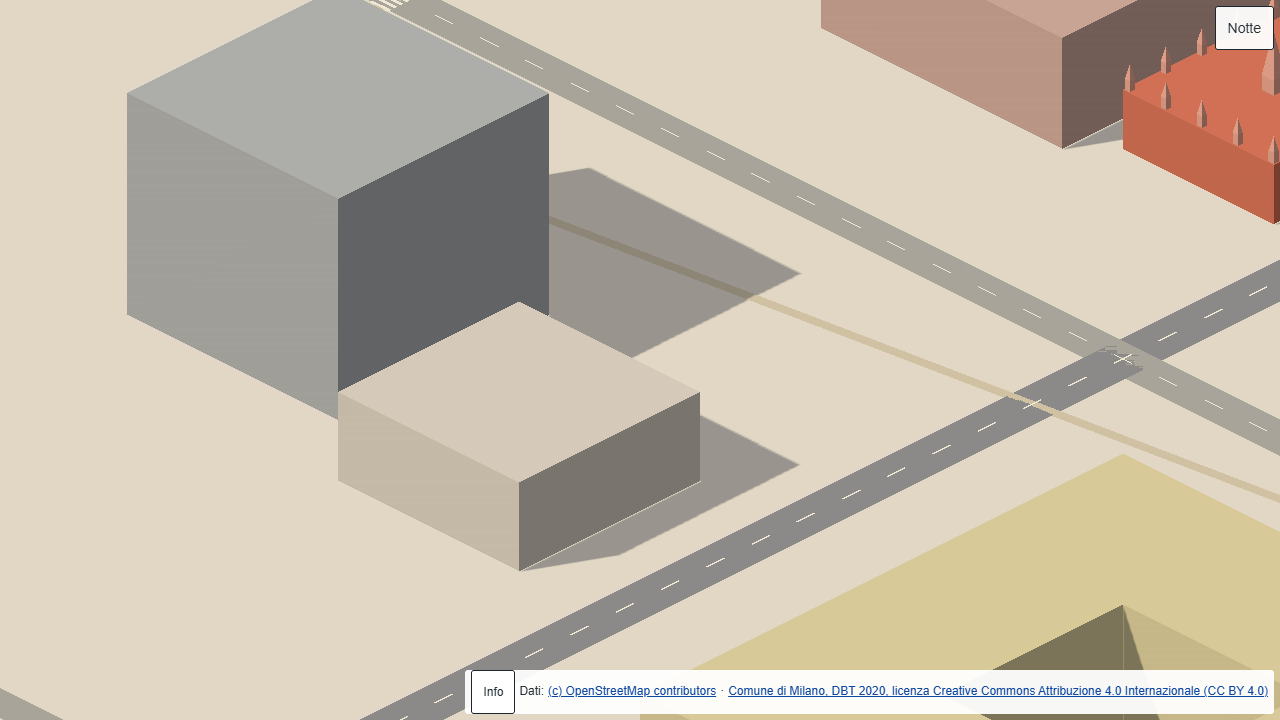 Notte
Info Dati: (c) OpenStreetMap contributors · Comune di Milano, DBT 2020, licenza Creative Commons Attribuzione 4.0 Internazionale (CC BY 4.0)